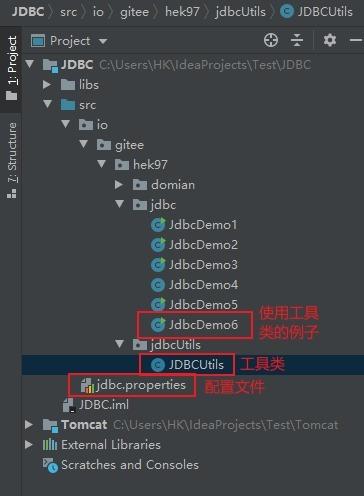 JDBC 〉 src 〉 io 〉 gitee 〉 hek97 〉 jdbcUtils 〉 JDBCUtils
1: Project
7: Structure
Project
JDBC C:\Users\HK\IdeaProjects\Test\JDBC
libs
src
io
gitee
hek97
domian
jdbc
JdbcDemo1
JdbcDemo2
JdbcDemo3
JdbcDemo4
JdbcDemo5
JdbcDemo6
使用工具
类的例子
jdbcUtils
JDBCUtils 工具类
jdbc.properties 配置文件
JDBC.iml
Tomcat C:\Users\HK\IdeaProjects\Test\Tomcat
External Libraries
Scratches and Consoles